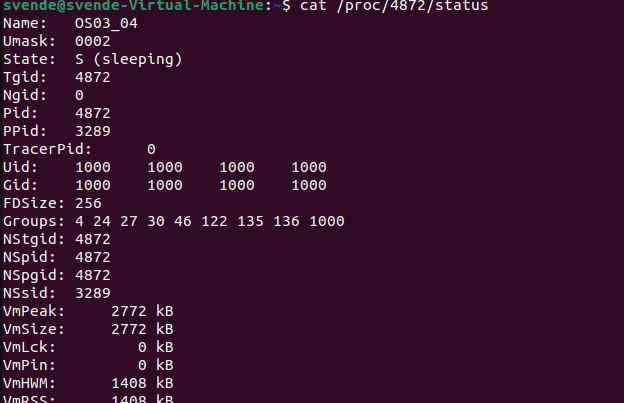 svende@svende-Virtual-Machine:~$ cat /proc/4872/status
Name:   OS03_04
Umask:  0002
State:  S (sleeping)
Tgid:   4872
Ngid:   0
Pid:    4872
PPid:   3289
TracerPid:      0
Uid:    1000    1000    1000    1000
Gid:    1000    1000    1000    1000
FDSize: 256
Groups: 4 24 27 30 46 122 135 136 1000
NStgid: 4872
NSpid:  4872
NSpgid: 4872
NSsid:  3289
VmPeak:     2772 kB
VmSize:     2772 kB
VmLck:         0 kB
VmPin:         0 kB
VmHWM:      1408 kB
VmRSS:      1408 kB